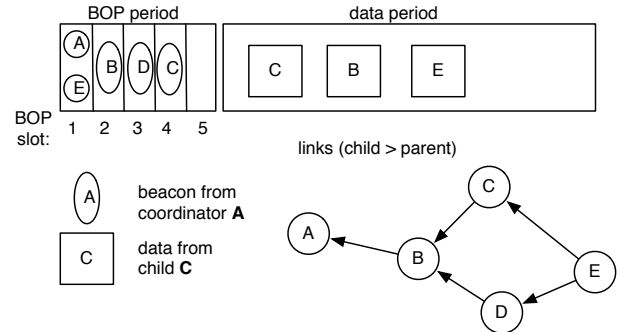 BOP period
data period
A
E
B
D
C
C
B
E
BOP slot:
1 2 3 4 5
links (child > parent)
A
beacon from
coordinator A
C
data from
child C
A
B
C
D
E